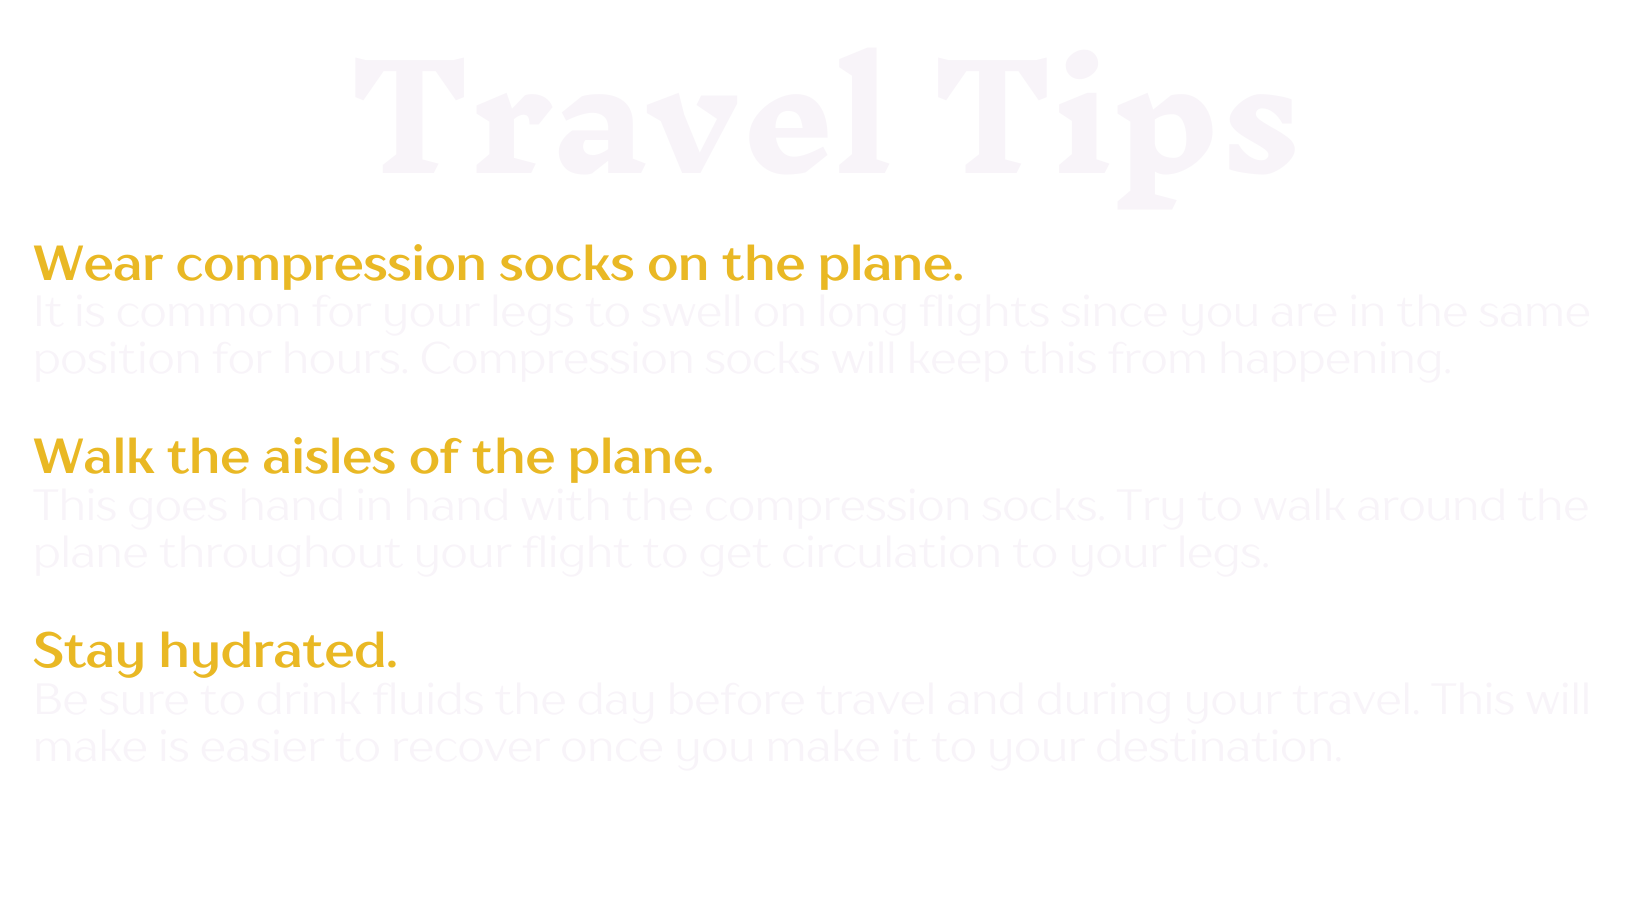 Travel Tips
Wear compression socks on the plane.
It is common for your legs to swell on long flights since you are in the same
position for hours. Compression socks will keep this from happening.
Walk the aisles of the plane.
This goes hand in hand with the compression socks. Try to walk around the
plane throughout your flight to get circulation to your legs.
Stay hydrated.
Be sure to drink fluids the day before travel and during your travel. This will
make is easier to recover once you make it to your destination.